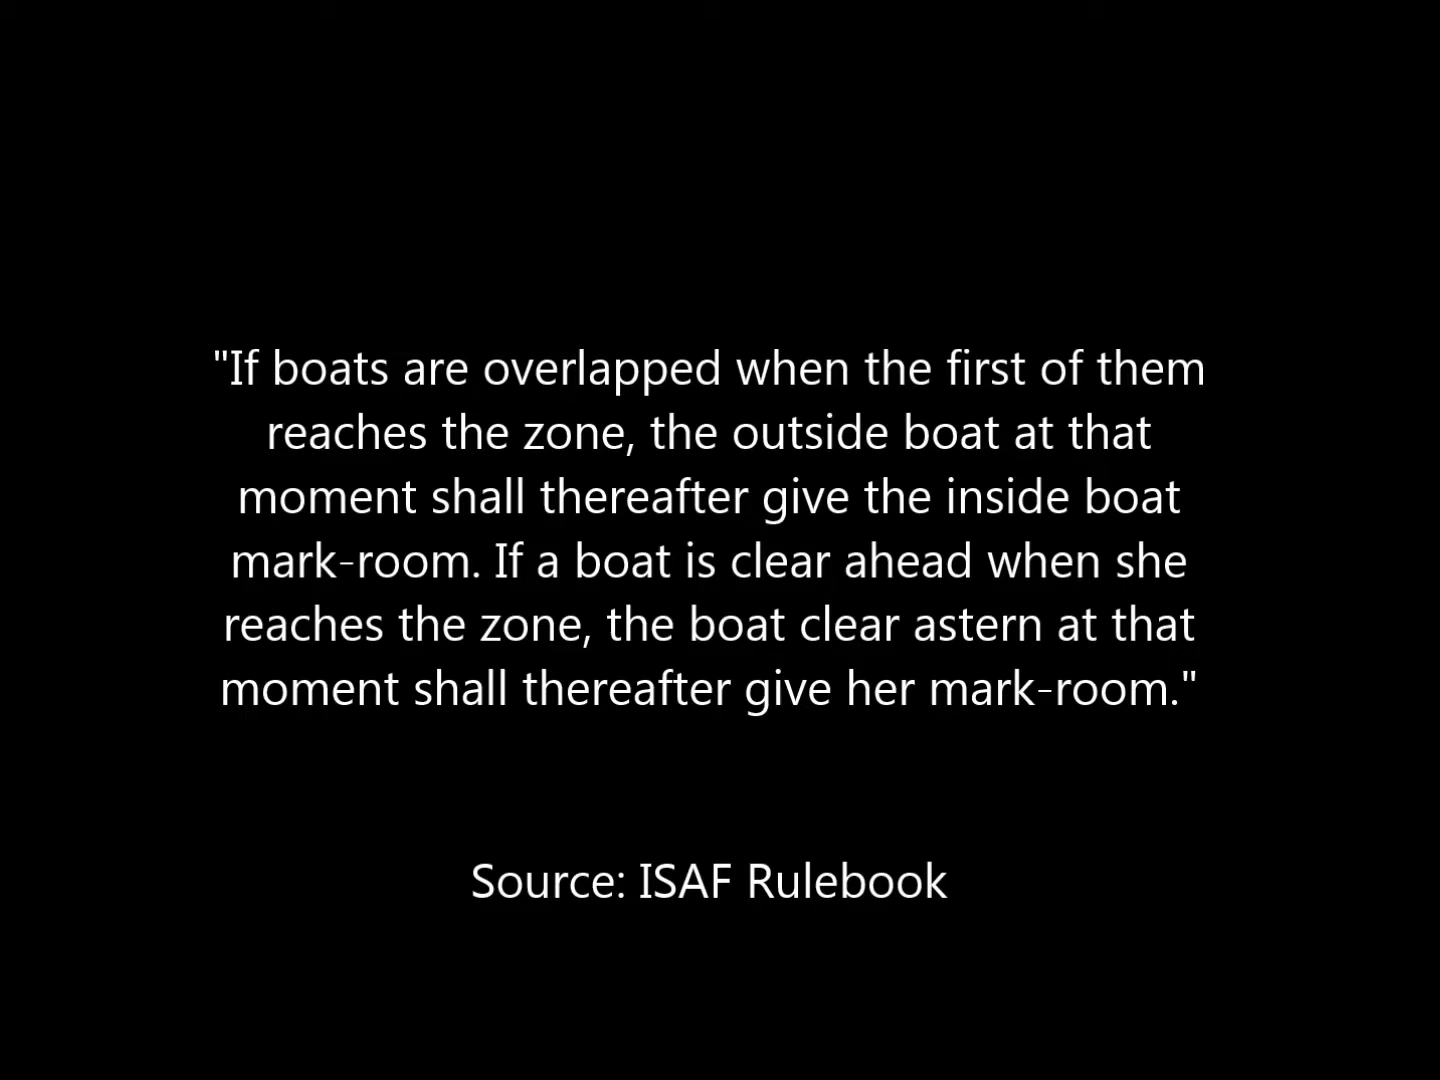 "If boats are overlapped when the first of them
reaches the zone, the outside boat at that
moment shall thereafter give the inside boat
mark-room. If a boat is clear ahead when she
reaches the zone, the boat clear astern at that
moment shall thereafter give her mark-room."
Source: ISAF Rulebook